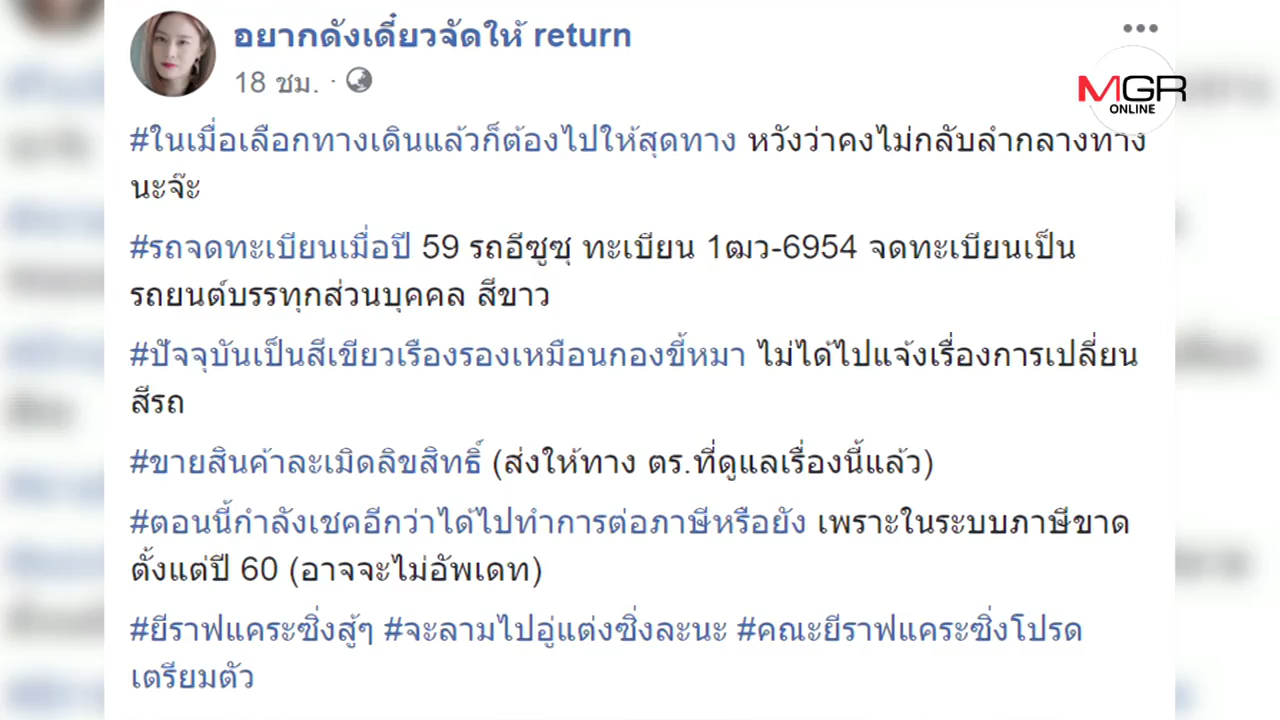 อยากดังเดี๋ยวจัดให้ return
18 ชม. ·
MGR
ONLINE
#ในเมื่อเลือกทางเดินแล้วก็ต้องไปให้สุดทาง หวังว่าคงไม่กลับลำกลางทาง
นะจ๊ะ
#รถจดทะเบียนเมื่อปี 59 รถอีซูซุ ทะเบียน 1ฒว-6954 จดทะเบียนเป็น
รถยนต์บรรทุกส่วนบุคคล สีขาว
#ปัจจุบันเป็นสีเขียวเรืองรองเหมือนกองขี้หมา ไม่ได้ไปแจ้งเรื่องการเปลี่ยน
สีรถ
#ขายสินค้าละเมิดลิขสิทธิ์ (ส่งให้ทาง ตร.ที่ดูแลเรื่องนี้แล้ว)
#ตอนนี้กำลังเชคอีกว่าได้ไปทำการต่อภาษีหรือยัง เพราะในระบบภาษีขาด
ตั้งแต่ปี 60 (อาจจะไม่อัพเดท)
#ยีราฟแคระซิ่งสู้ๆ #จะลามไปอู่แต่งซิ่งละนะ #คณะยีราฟแคระซิ่งโปรด
เตรียมตัว